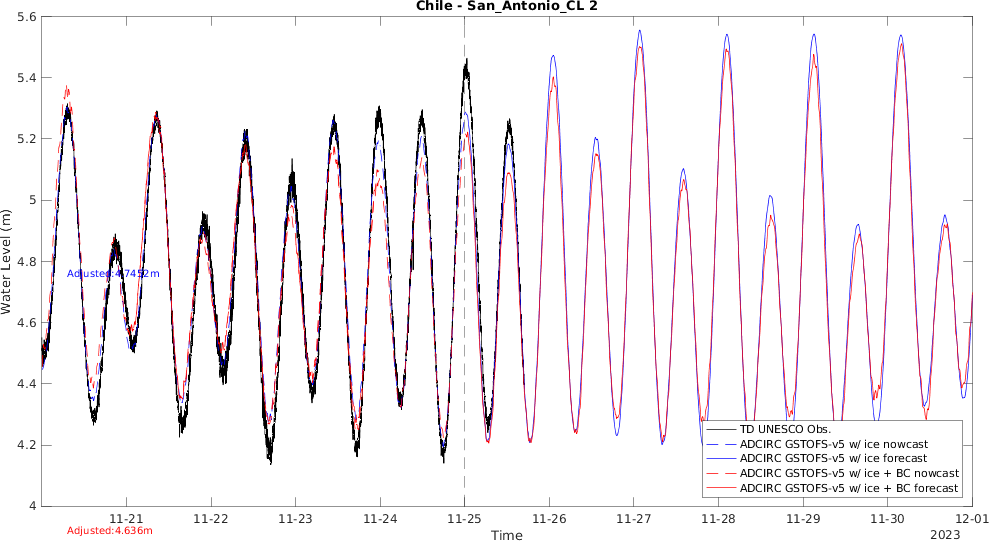 Chile - San_Antonio_CL 2
5.6
5.4
5.2
5
4.8
4.6
4.4
4.2
4
Water Level (m)
Adjusted:4.7452m
TD UNESCO Obs.
ADCIRC GSTOFS-v5 w/ ice nowcast
ADCIRC GSTOFS-v5 w/ ice forecast
ADCIRC GSTOFS-v5 w/ ice + BC nowcast
ADCIRC GSTOFS-v5 w/ ice + BC forecast
11-21 11-22 11-23 11-24 11-25 11-26 11-27 11-28 11-29 11-30 12-01
Adjusted:4.636m
Time
2023